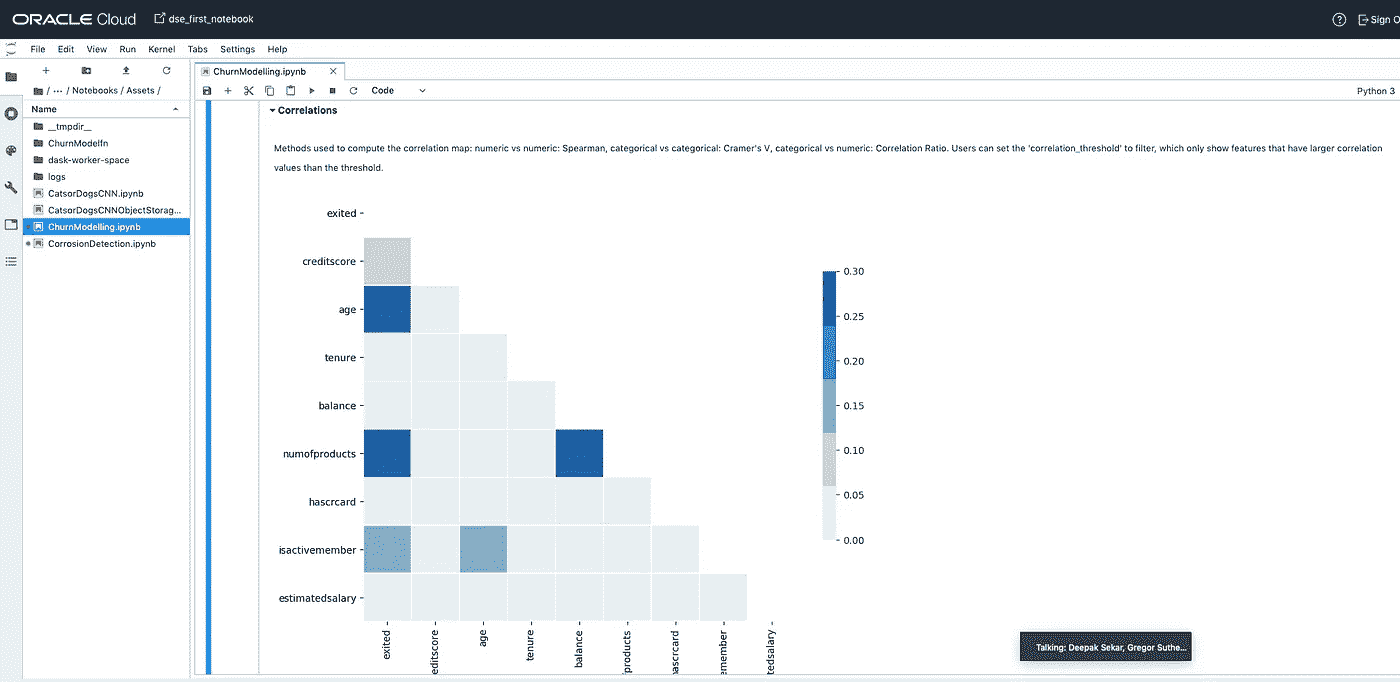 ORACLE Cloud dse_first_notebook Sign O
File Edit View Run Kernel Tabs Settings Help
ChurnModelling.ipynb
/ ··· / Notebooks / Assets /
Code
Python 3
Name
__tmpdir__
ChurnModelfn
dask-worker-space
logs
CatsorDogsCNN.ipynb
CatsorDogsCNNObjectStorag...
ChurnModelling.ipynb
CorrosionDetection.ipynb
Correlations
Methods used to compute the correlation map: numeric vs numeric: Spearman, categorical vs categorical: Cramer's V, categorical vs numeric: Correlation Ratio. Users can set the 'correlation_threshold' to filter, which only show features that have larger correlation
values than the threshold.
exited
creditscore
age
tenure
balance
numofproducts
hascrcard
isactivemember
estimatedsalary
0.30
0.25
0.20
0.15
0.10
0.05
0.00
exited
editscore
age
tenure
balance
products
ascrcard
member
tedsalary
Talking: Deepak Sekar, Gregor Suthe...